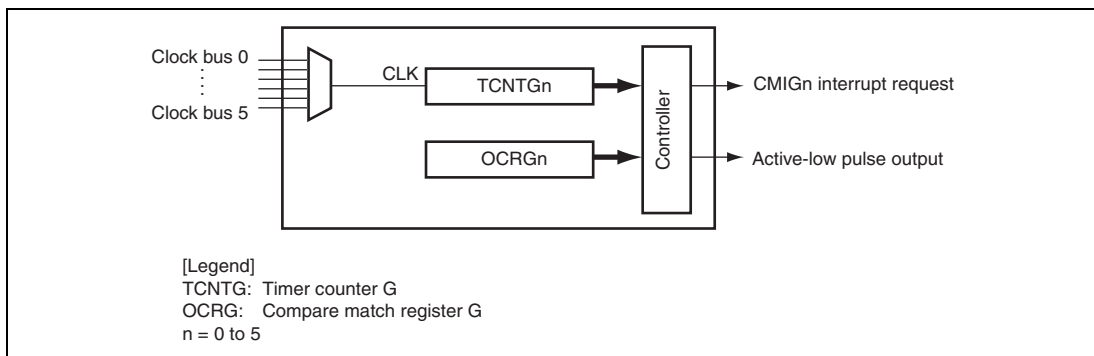 Clock bus 0
Clock bus 5
CLK
TCNTGn
OCRGn
Controller
CMIGn interrupt request
Active-low pulse output
[Legend]
TCNTG: Timer counter G
OCRG: Compare match register G
n = 0 to 5